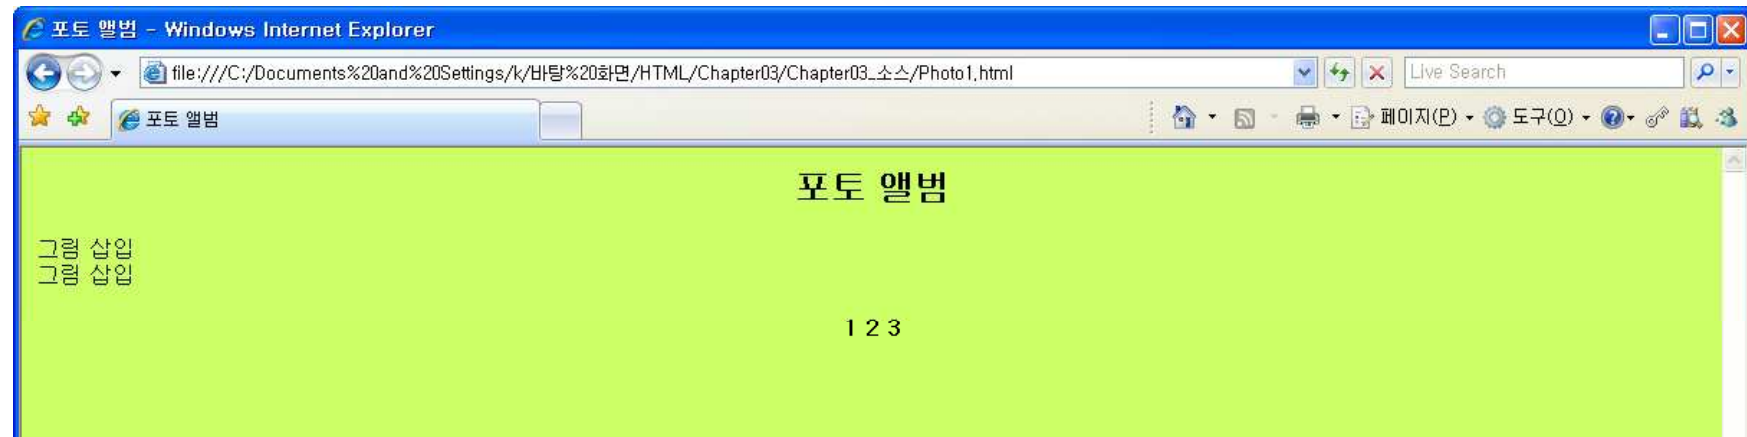 포토 앨범 - Windows Internet Explorer
file:///C:/Documents%20and%20Settings/k/바탕%20화면/HTML/Chapter03/Chapter03_소스/Photo1.html
Live Search
포토 앨범
페이지(P)
도구(O)
포토 앨범
그림 삽입
그림 삽입
1 2 3